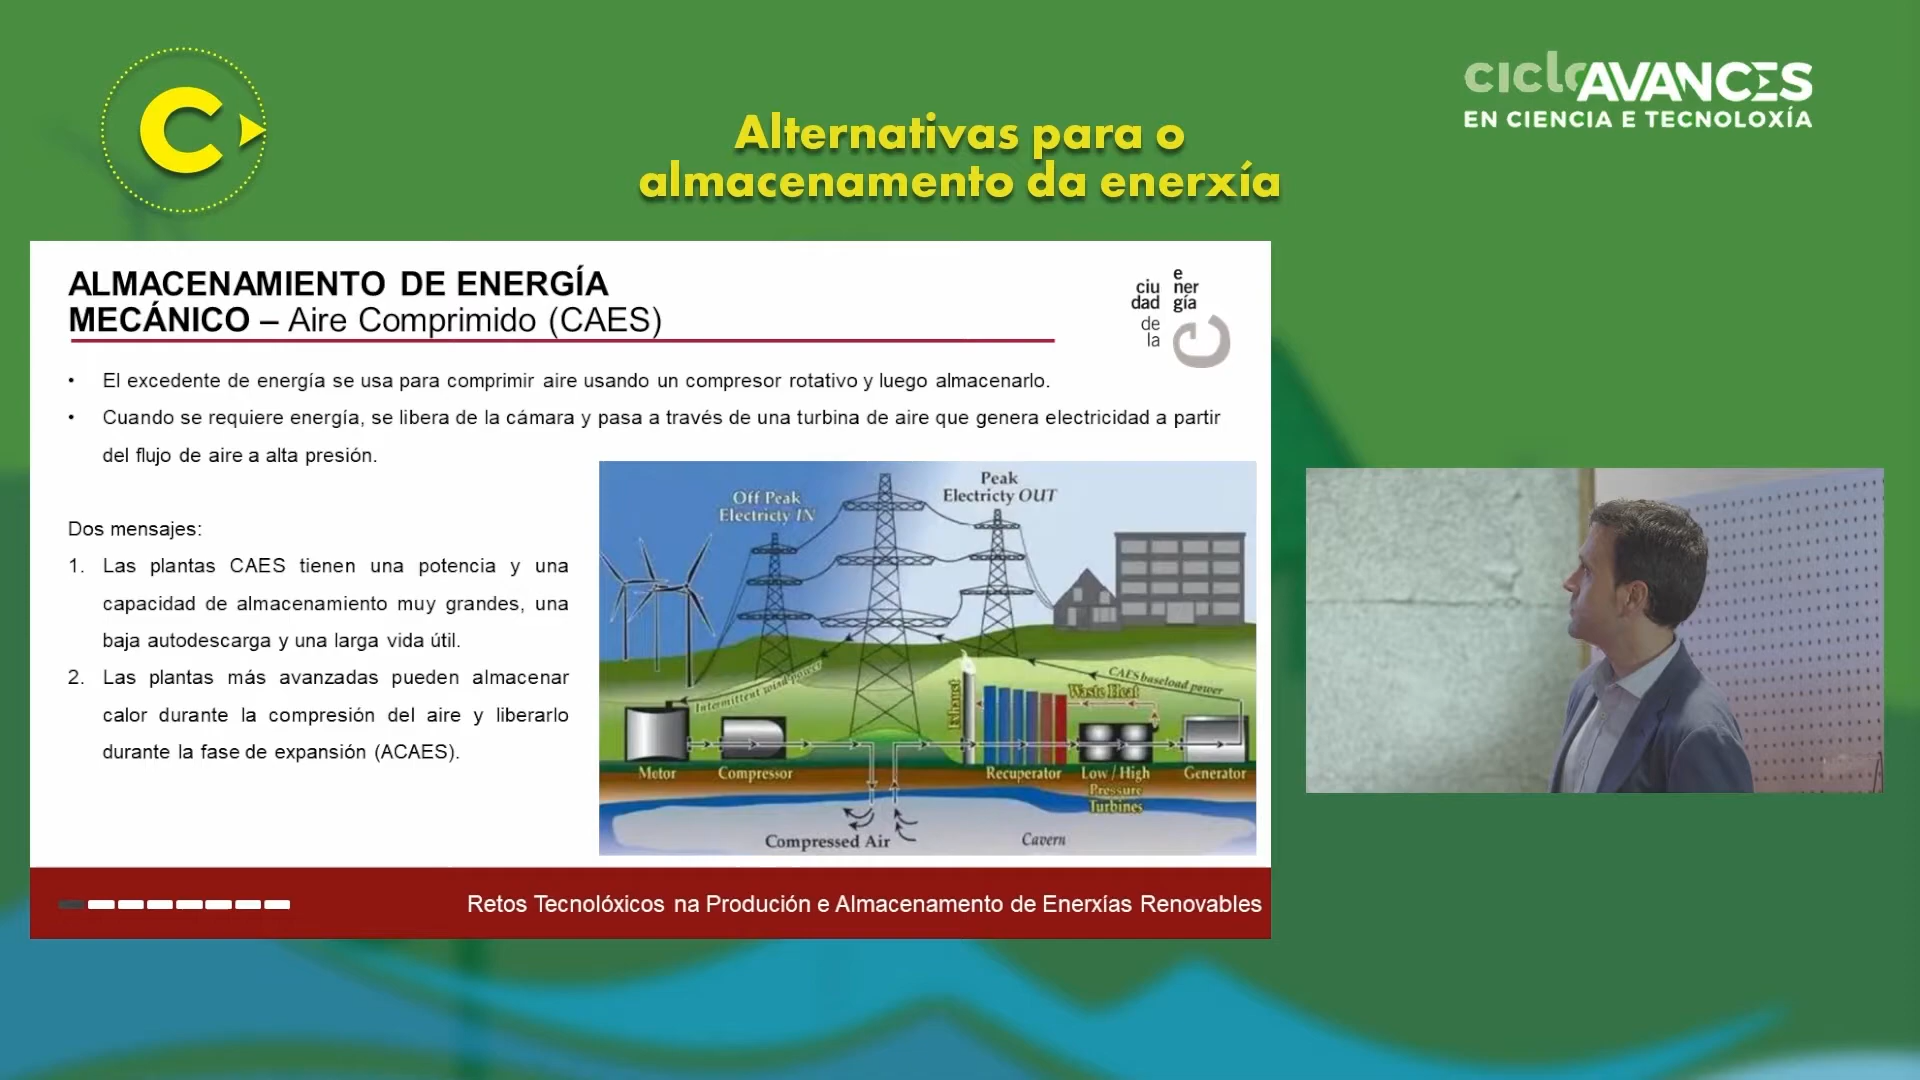 C
cicloAVANCES
EN CIENCIA E TECNOLOXÍA
Alternativas para o
almacenamento da enerxía
ALMACENAMIENTO DE ENERGÍA
MECÁNICO – Aire Comprimido (CAES)
ciu
dad
de
la
e
ner
gía
• El excedente de energía se usa para comprimir aire usando un compresor rotativo y luego almacenarlo.
• Cuando se requiere energía, se libera de la cámara y pasa a través de una turbina de aire que genera electricidad a partir
del flujo de aire a alta presión.
Dos mensajes:
1. Las plantas CAES tienen una potencia y una
capacidad de almacenamiento muy grandes, una
baja autodescarga y una larga vida útil.
2. Las plantas más avanzadas pueden almacenar
calor durante la compresión del aire y liberarlo
durante la fase de expansión (ACAES).
Off Peak
Electricty IN
Peak
Electricty OUT
Intermittent wind power
CAES baseload power
Exhaust
Waste Heat
Motor
Compressor
Recuperator
Low / High
Pressure
Turbines
Generator
Compressed Air
Cavern
Retos Tecnolóxicos na Produción e Almacenamento de Enerxías Renovables